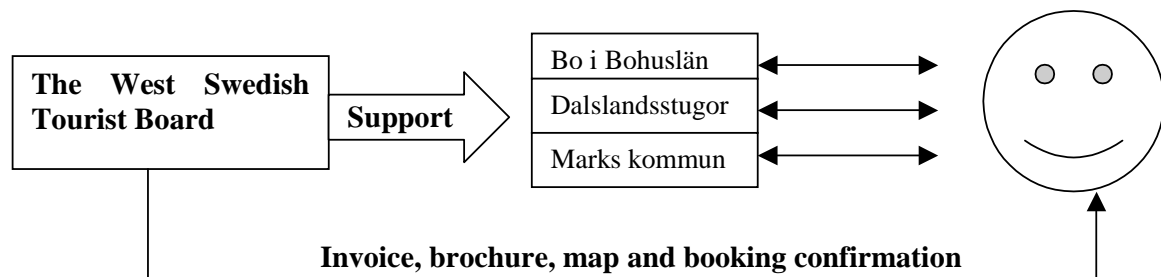 The West Swedish
Tourist Board
Support
Bo i Bohuslän
Dalslandsstugor
Marks kommun
Invoice, brochure, map and booking confirmation